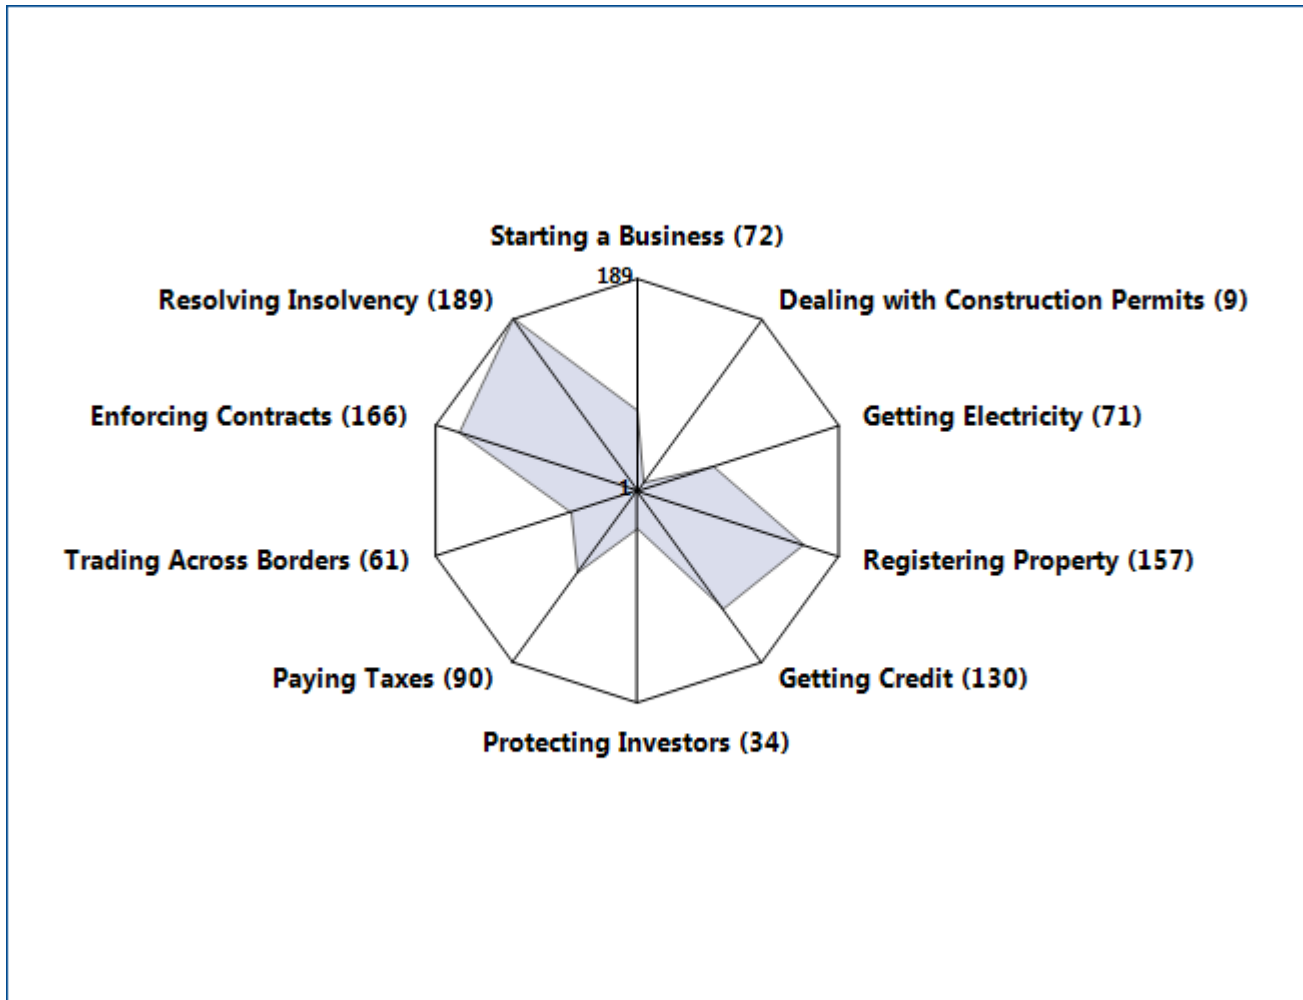 Starting a Business (72)
189
Resolving Insolvency (189)
Dealing with Construction Permits (9)
Enforcing Contracts (166)
Getting Electricity (71)
1
Trading Across Borders (61)
Registering Property (157)
Paying Taxes (90)
Getting Credit (130)
Protecting Investors (34)